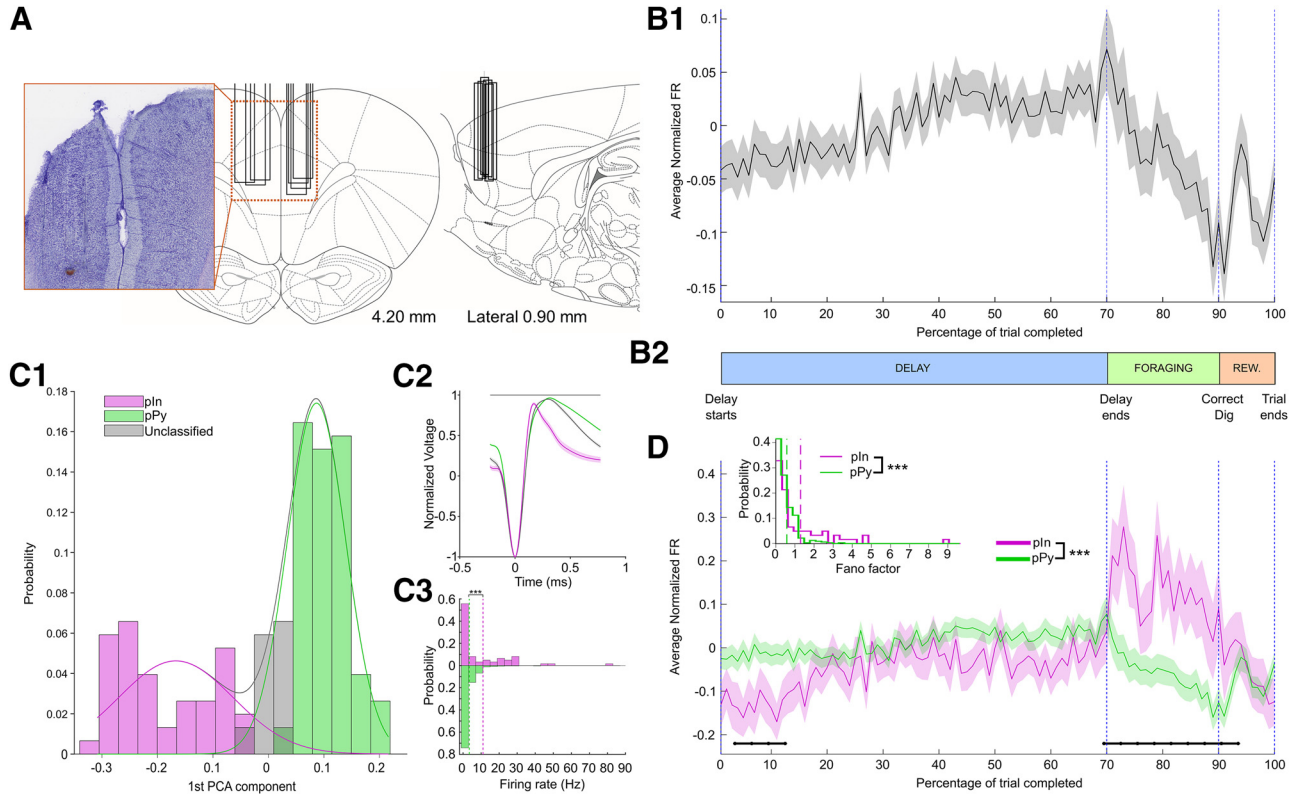 A
4.20 mm
Lateral 0.90 mm
B1
Average Normalized FR
0.1
0.05
0
-0.05
-0.1
-0.15
0 10 20 30 40 50 60 70 80 90 100
Percentage of trial completed
B2
DELAY FORAGING REW.
Delay starts
Delay ends
Correct Dig
Trial ends
C1
pIn
pPy
Unclassified
Probability
0.18
0.16
0.14
0.12
0.1
0.08
0.06
0.04
0.02
0
-0.3 -0.2 0.1 0 0.1 0.2
1st PCA component
C2
Normalized Voltage
1
0.5
0
-0.5
-1
-0.5 0 0.5 1
Time (ms)
C3
***
Probability
0.6
0.4
0.2
0
0.2
0.4
0.6
0.8
0 10 20 30 40 50 60 70 80 90
Firing rate (Hz)
D
Probability
0.4
0.3
0.2
0.1
0
0 1 2 3 4 5 6 7 8 9
Fano factor
pIn
pPy
***
pIn
pPy
***
Average Normalized FR
0.4
0.3
0.2
0.1
0
-0.1
-0.2
0 10 20 30 40 50 60 70 80 90 100
Percentage of trial completed